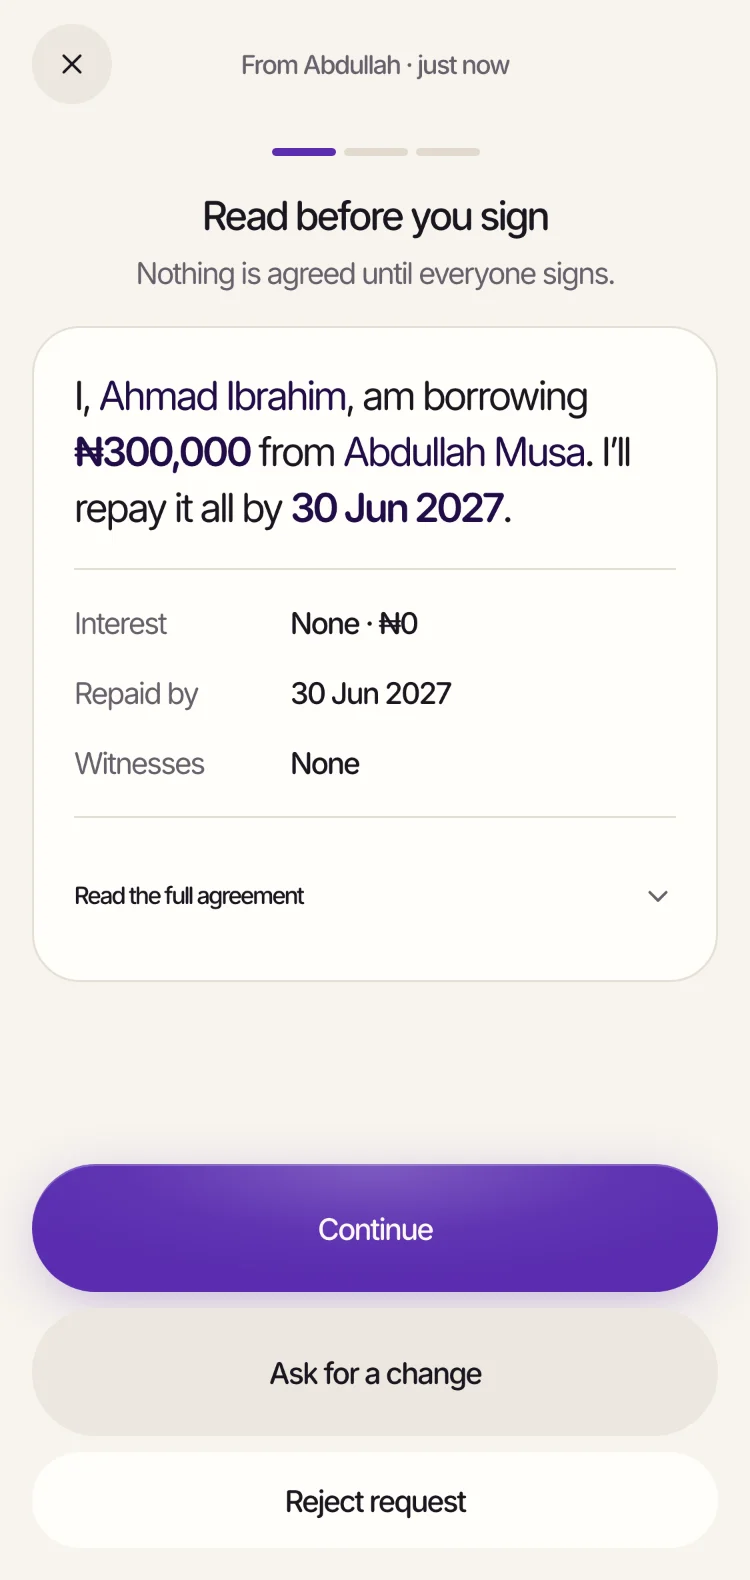 From Abdullah · just now
Read before you sign
Nothing is agreed until everyone signs.
I, Ahmad Ibrahim, am borrowing
₦300,000 from Abdullah Musa. I’ll
repay it all by 30 Jun 2027.
Interest None · ₦0
Repaid by 30 Jun 2027
Witnesses None
Read the full agreement
Continue
Ask for a change
Reject request